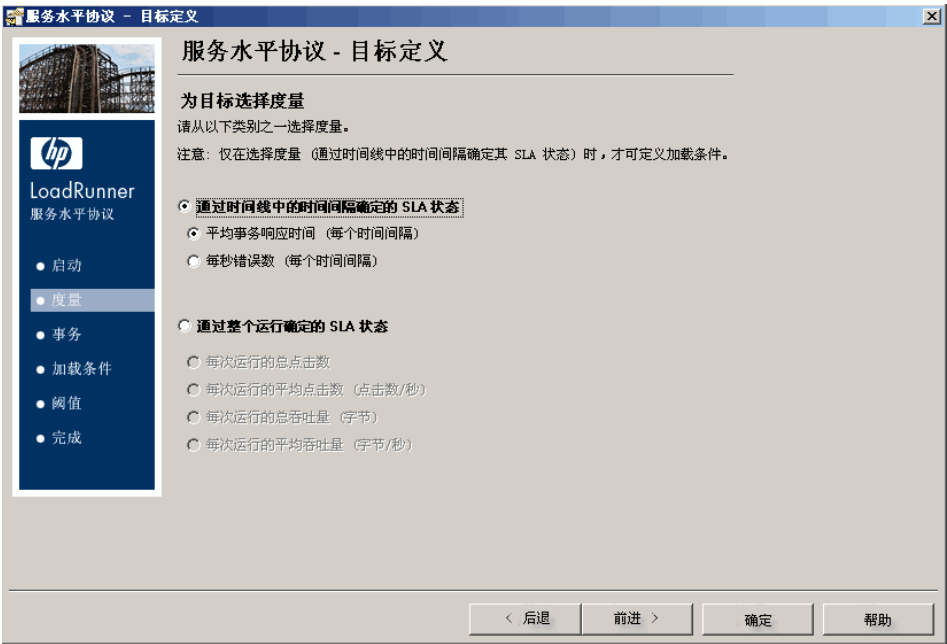 服务水平协议 - 目标定义
服务水平协议 - 目标定义
为目标选择度量
请从以下类别之一选择度量。
注意: 仅在选择度量 (通过时间线中的时间间隔确定其 SLA 状态) 时,才可定义加载条件。
hp
LoadRunner
服务水平协议
启动
度量
事务
加载条件
阈值
完成
通过时间线中的时间间隔确定的 SLA 状态
平均事务响应时间 (每个时间间隔)
每秒错误数 (每个时间间隔)
通过整个运行确定的 SLA 状态
每次运行的总点击数
每次运行的平均点击数 (点击数/秒)
每次运行的总吞吐量 (字节)
每次运行的平均吞吐量 (字节/秒)
< 后退
前进 >
确定
帮助